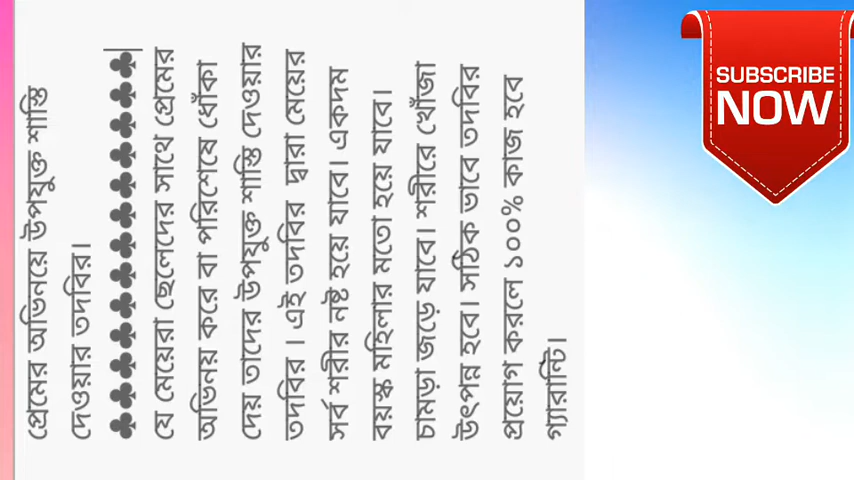 প্রেমের অভিনয়ে উপযুক্ত শাস্তি
দেওয়ার তদবির।
♣♣♣♣♣♣♣♣♣♣♣♣♣
যে মেয়েরা ছেলেদের সাথে প্রেমের
অভিনয় করে বা পরিশেষে ধোঁকা
দেয় তাদের উপযুক্ত শাস্তি দেওয়ার
তদবির । এই তদবির দ্বারা মেয়ের
সর্ব শরীর নষ্ট হয়ে যাবে। একদম
বয়স্ক মহিলার মতো হয়ে যাবে।
চামড়া জড়ে যাবে। শরীরে খোঁজা
উৎপন্ন হবে। সঠিক ভাবে তদবির
প্রয়োগ করলে ১০০% কাজ হবে
গ্যারান্টি।
SUBSCRIBE
NOW